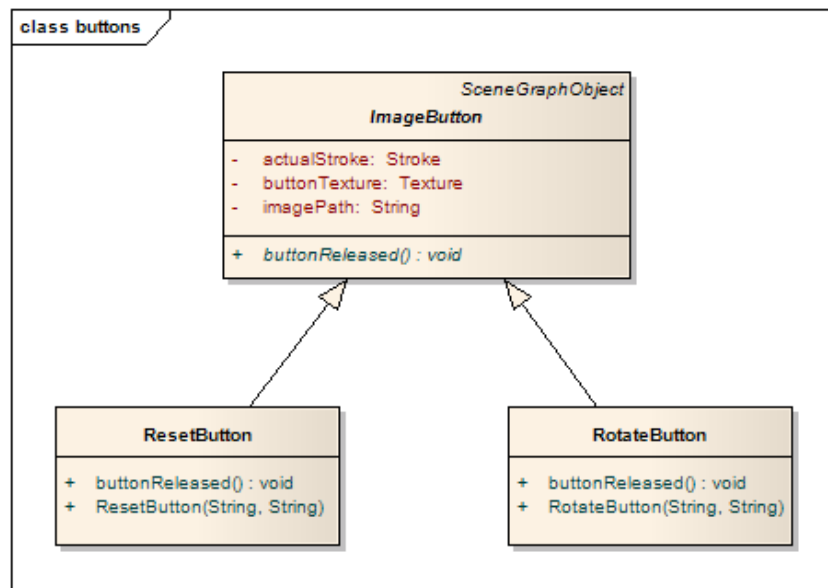 class buttons
SceneGraphObject
ImageButton
- actualStroke: Stroke
- buttonTexture: Texture
- imagePath: String
+ buttonReleased() : void
ResetButton
+ buttonReleased() : void
+ ResetButton(String, String)
RotateButton
+ buttonReleased() : void
+ RotateButton(String, String)